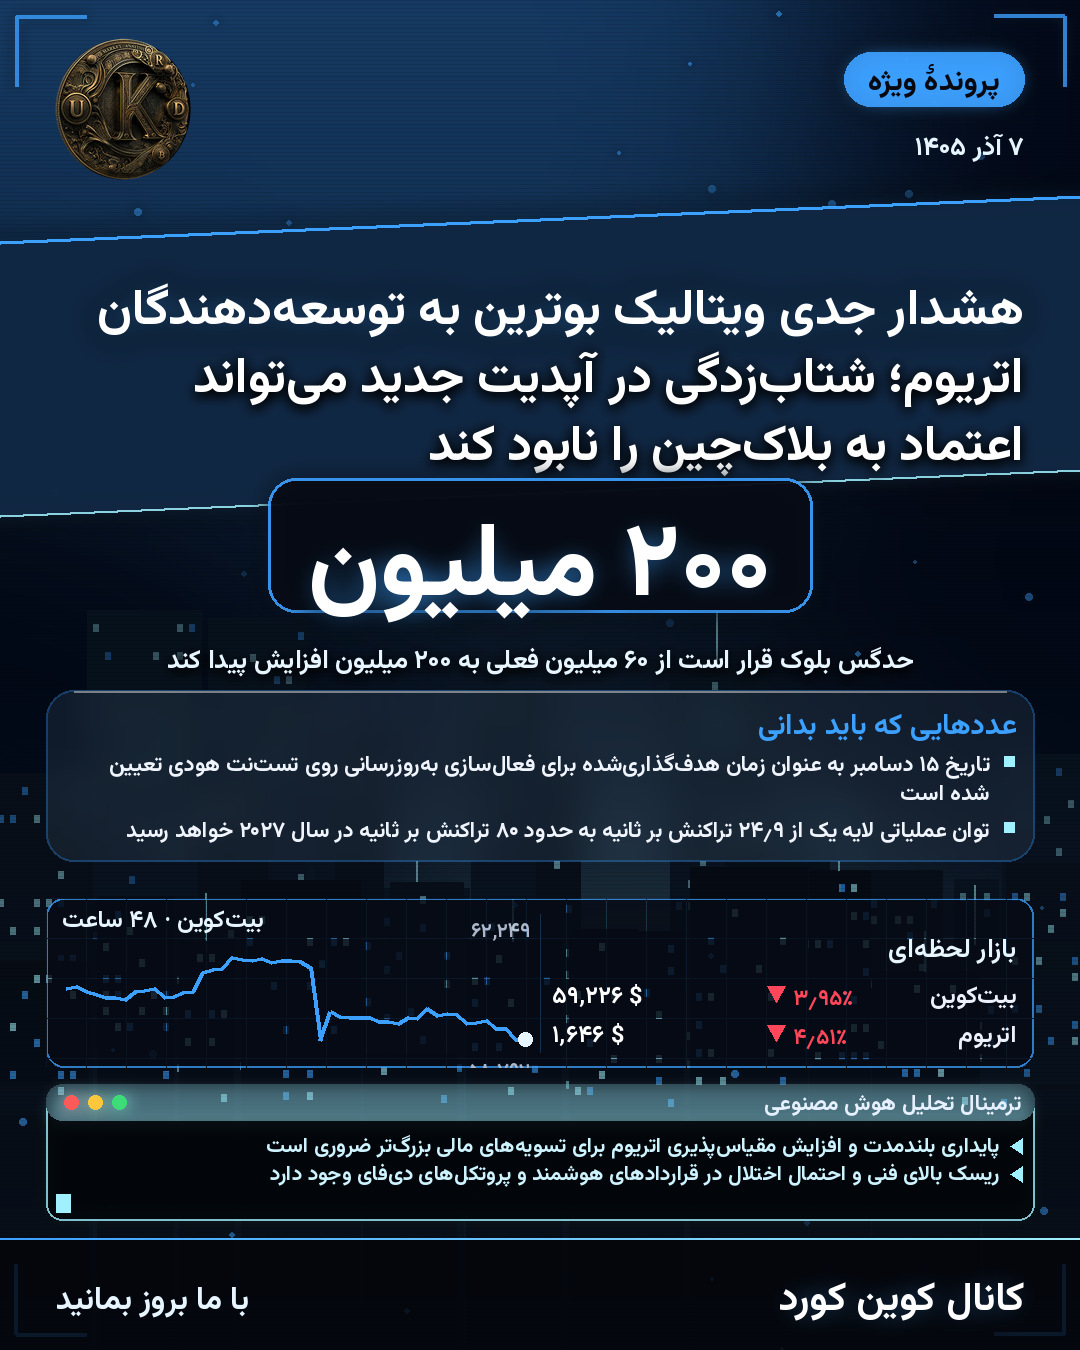 پروندهٔ ویژه
۷ آذر ۱۴۰۵
K
U
R
D
B
هشدار جدی ویتالیک بوترین به توسعه‌دهندگان
اتریوم؛ شتاب‌زدگی در آپدیت جدید می‌تواند
اعتماد به بلاک‌چین را نابود کند
۲۰۰ میلیون
حدگس بلوک قرار است از ۶۰ میلیون فعلی به ۲۰۰ میلیون افزایش پیدا کند
عددهایی که باید بدانی
تاریخ ۱۵ دسامبر به عنوان زمان هدف‌گذاری‌شده برای فعال‌سازی به‌روزرسانی روی تست‌نت هودی تعیین
شده است
توان عملیاتی لایه یک از ۲۴٫۹ تراکنش بر ثانیه به حدود ۸۰ تراکنش بر ثانیه در سال ۲۰۲۷ خواهد رسید
بازار لحظه‌ای
بیت‌کوین ▼ ۳٫۹۵٪ ۵۹,۲۲۶ $
اتریوم ▼ ۴٫۵۱٪ ۱,۶۴۶ $
بیت‌کوین · ۴۸ ساعت
۶۲,۲۴۹
ترمینال تحلیل هوش مصنوعی
پایداری بلندمدت و افزایش مقیاس‌پذیری اتریوم برای تسویه‌های مالی بزرگ‌تر ضروری است
ریسک بالای فنی و احتمال اختلال در قراردادهای هوشمند و پروتکل‌های دی‌فای وجود دارد
کانال کوین کورد
با ما بروز بمانید